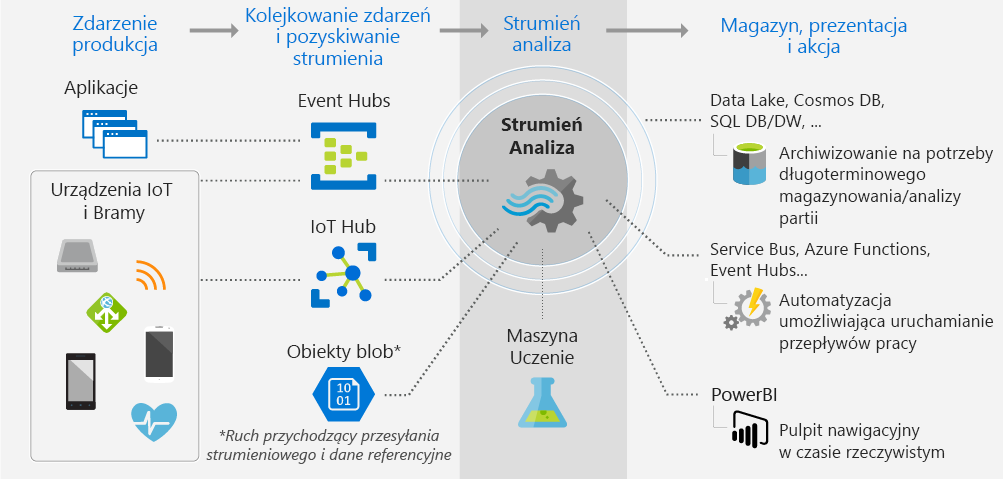 Zdarzenie
produkcja
Kolejkowanie zdarzeń
i pozyskiwanie
strumienia
Strumień
analiza
Magazyn, prezentacja
i akcja
Aplikacje
Urządzenia IoT
i Bramy
Event Hubs
IoT Hub
Obiekty blob*
10
01
*Ruch przychodzący przesyłania
strumieniowego i dane referencyjne
Strumień
Analiza
Maszyna
Uczenie
Data Lake, Cosmos DB,
SQL DB/DW, ...
Archiwizowanie na potrzeby
długoterminowego
magazynowania/analizy
partii
Service Bus, Azure Functions,
Event Hubs...
Automatyzacja
umożliwiająca uruchamianie
przepływów pracy
PowerBI
Pulpit nawigacyjny
w czasie rzeczywistym